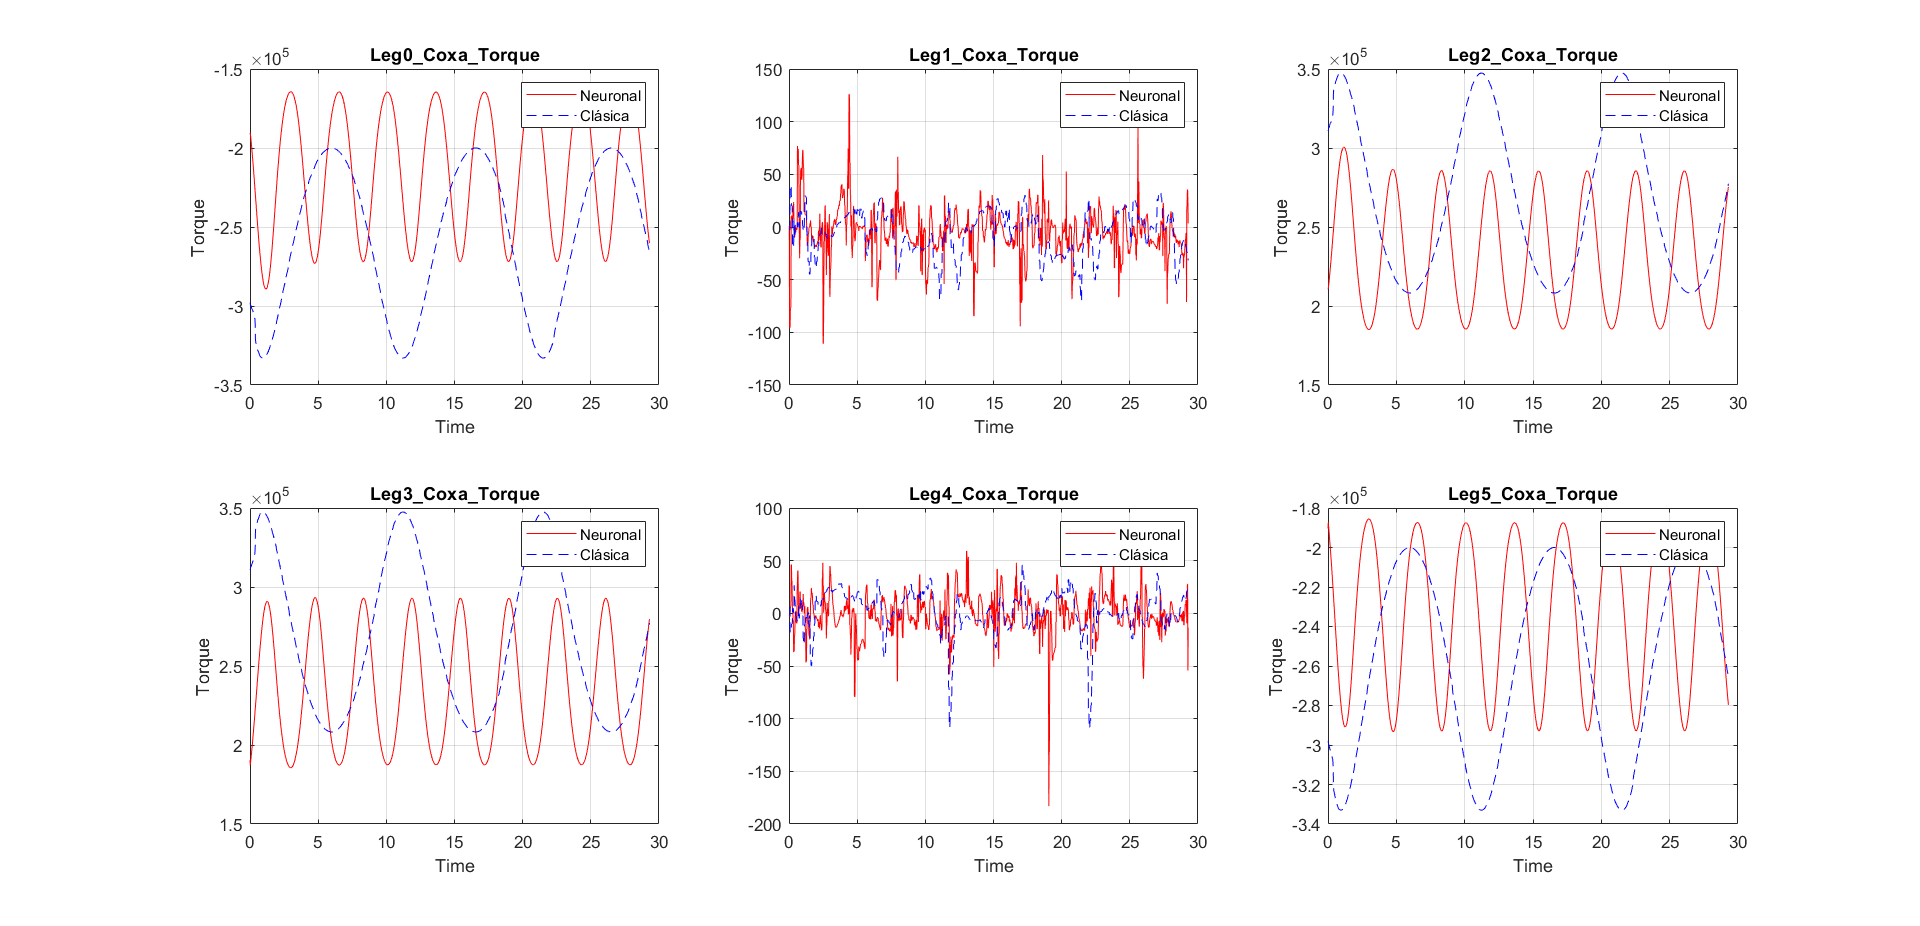 Leg0_Coxa_Torque
×10^5
-1.5
-2
-2.5
-3
-3.5
Torque
0 5 10 15 20 25 30
Time
Neuronal
Clásica
Leg1_Coxa_Torque
150
100
50
0
-50
-100
-150
Torque
0 5 10 15 20 25 30
Time
Neuronal
Clásica
Leg2_Coxa_Torque
×10^5
3.5
3
2.5
2
1.5
Torque
0 5 10 15 20 25 30
Time
Neuronal
Clásica
Leg3_Coxa_Torque
×10^5
3.5
3
2.5
2
1.5
Torque
0 5 10 15 20 25 30
Time
Neuronal
Clásica
Leg4_Coxa_Torque
100
50
0
-50
-100
-150
-200
Torque
0 5 10 15 20 25 30
Time
Neuronal
Clásica
Leg5_Coxa_Torque
×10^5
-1.8
-2
-2.2
-2.4
-2.6
-2.8
-3
-3.2
-3.4
Torque
0 5 10 15 20 25 30
Time
Neuronal
Clásica